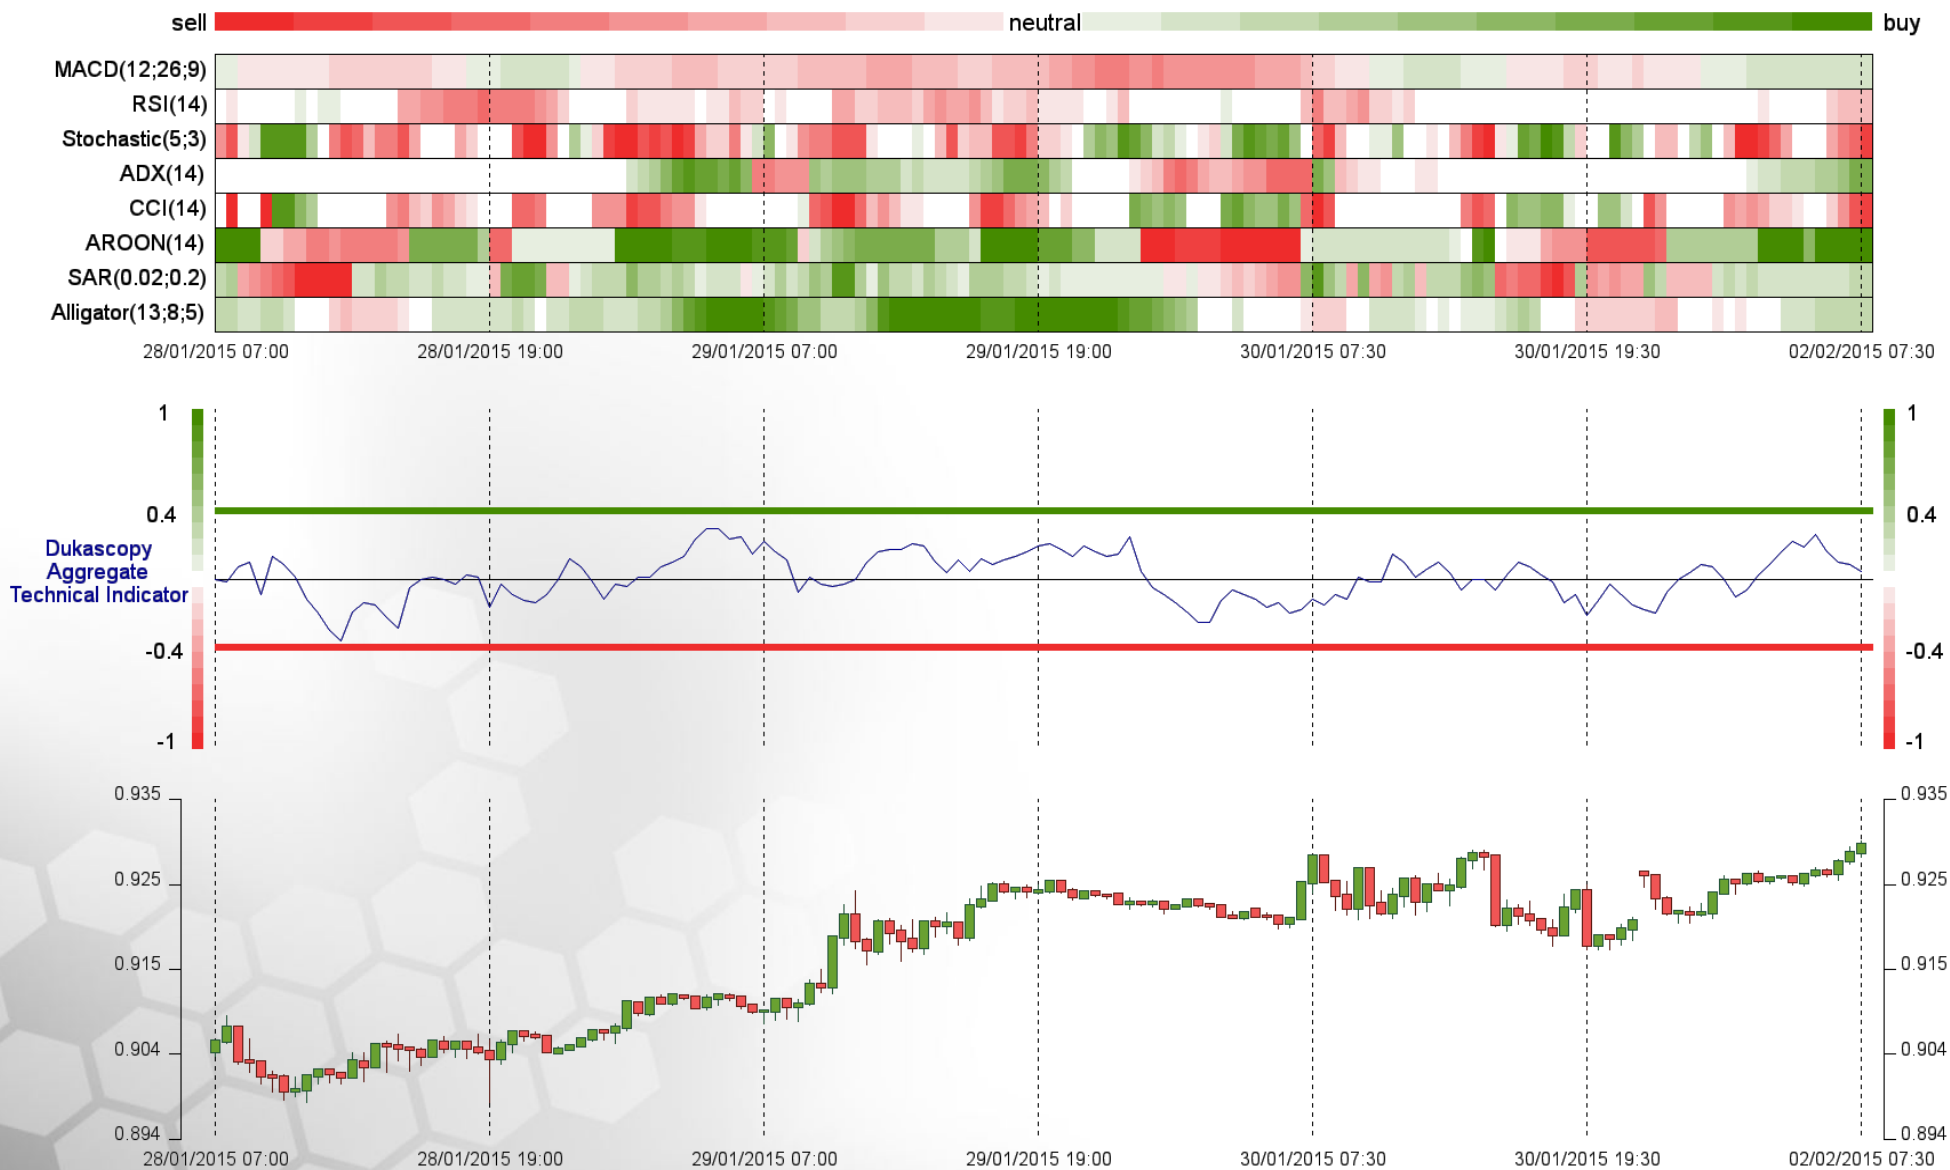 sell neutral buy
MACD(12;26;9)
RSI(14)
Stochastic(5;3)
ADX(14)
CCI(14)
AROON(14)
SAR(0.02;0.2)
Alligator(13;8;5)
28/01/2015 07:00 28/01/2015 19:00 29/01/2015 07:00 29/01/2015 19:00 30/01/2015 07:30 30/01/2015 19:30 02/02/2015 07:30
1 1
0.4 0.4
Dukascopy
Aggregate
Technical Indicator
-0.4 -0.4
-1 -1
0.935 0.935
0.925 0.925
0.915 0.915
0.904 0.904
0.894 0.894
28/01/2015 07:00 28/01/2015 19:00 29/01/2015 07:00 29/01/2015 19:00 30/01/2015 07:30 30/01/2015 19:30 02/02/2015 07:30